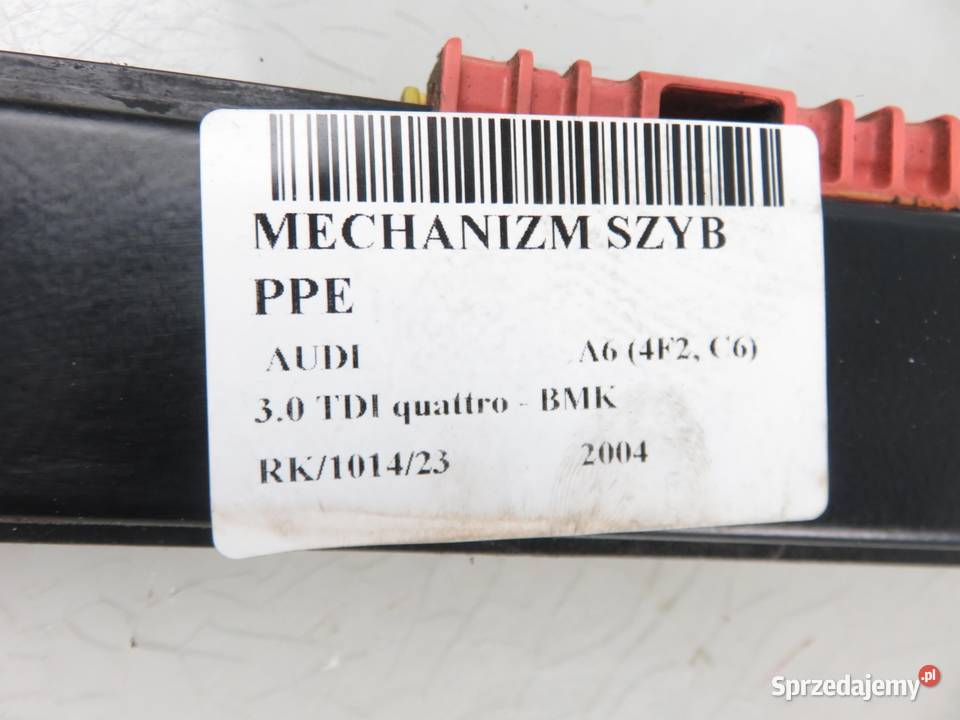 MECHANIZM SZYB
PPE
AUDI A6 (4F2, C6)
3.0 TDI quattro - BMK
RK/1014/23 2004
Sprzedajemy.pl